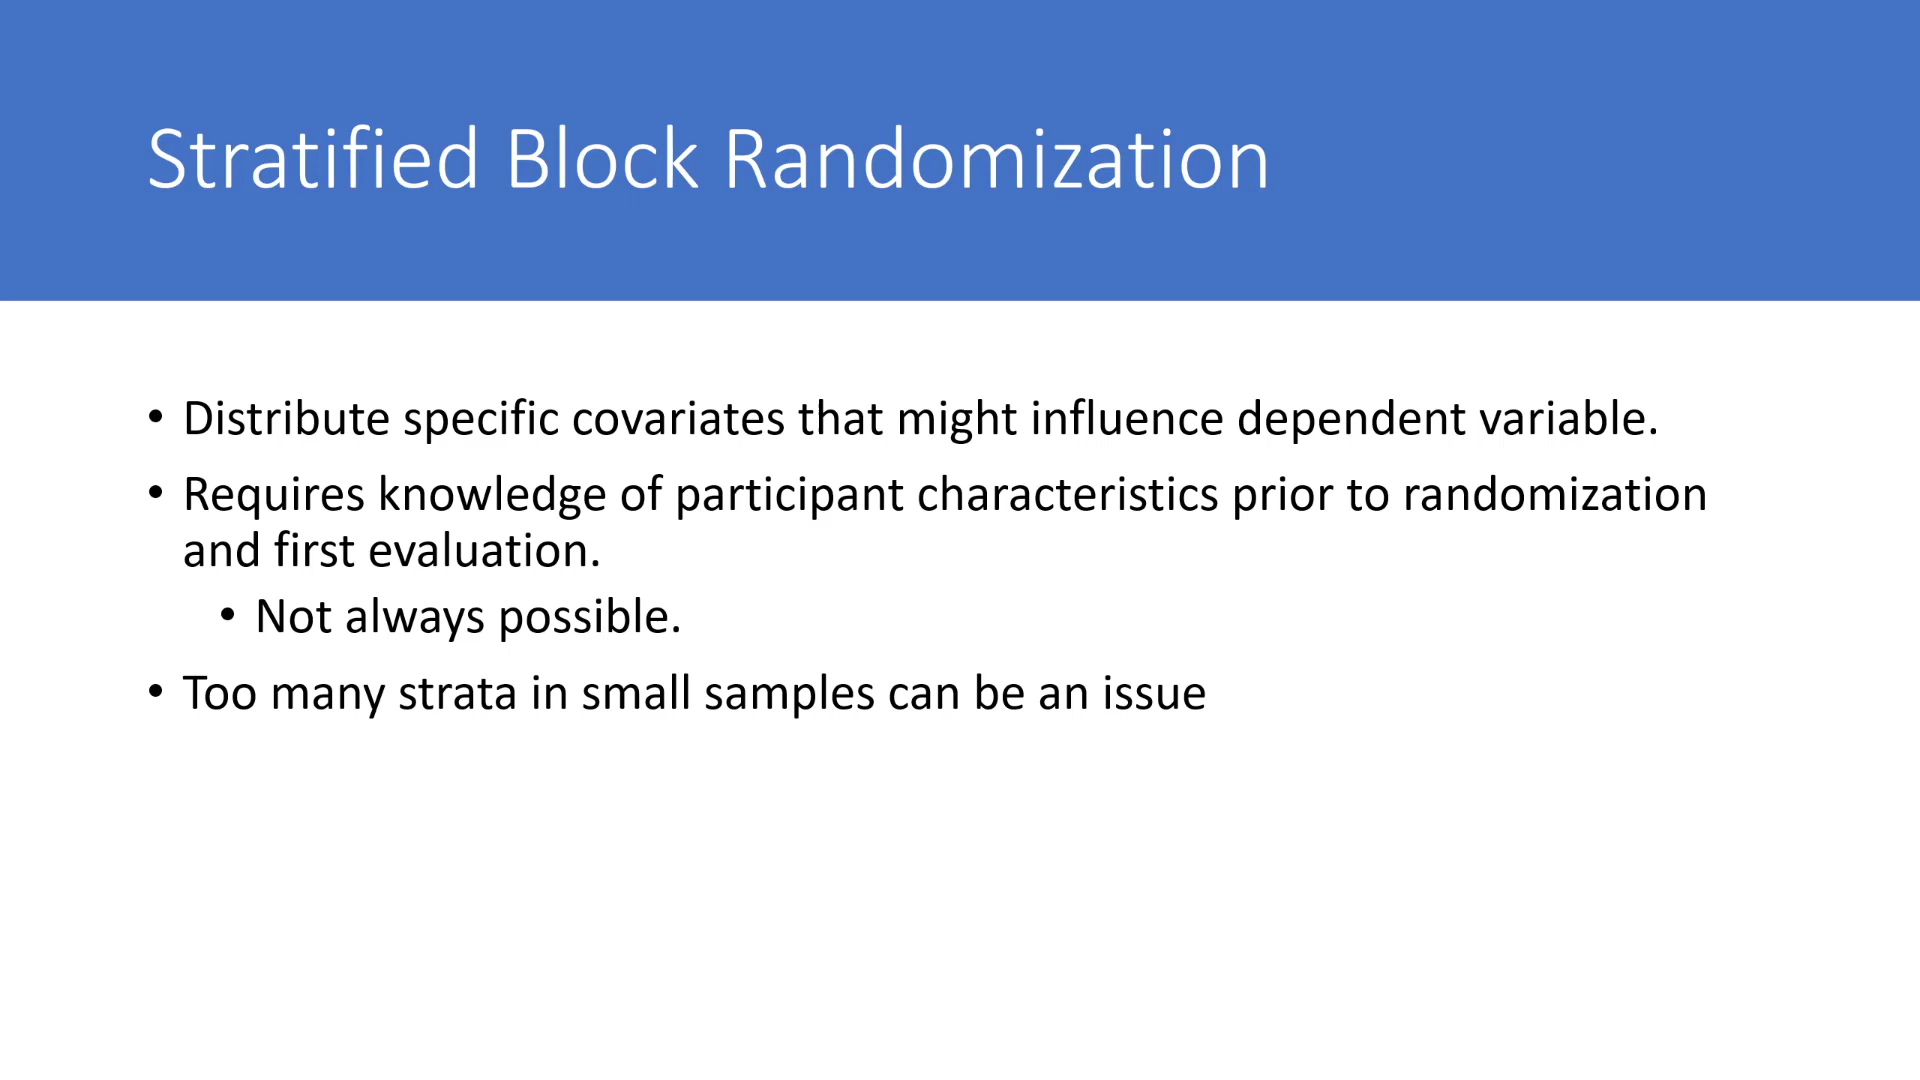 Stratified Block Randomization
• Distribute specific covariates that might influence dependent variable.
• Requires knowledge of participant characteristics prior to randomization
and first evaluation.
• Not always possible.
• Too many strata in small samples can be an issue